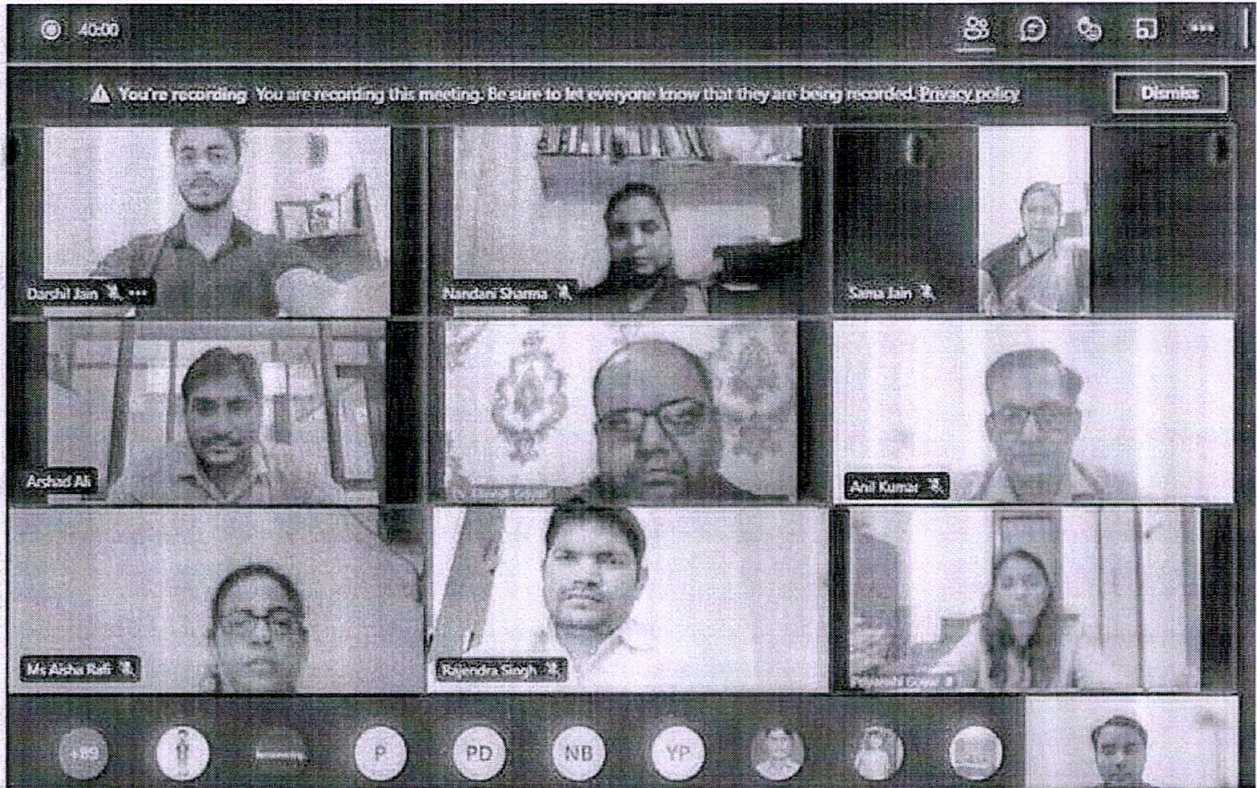 40:00
You're recording You are recording this meeting. Be sure to let everyone know that they are being recorded. Privacy policy
Dismiss
Darshil Jain
Nandani Sharma
Sama Jain
Arshad Ali
Anil Kumar
Ms Aisha Rafi
Rajendra Singh
+89
P
PD
NB
YP